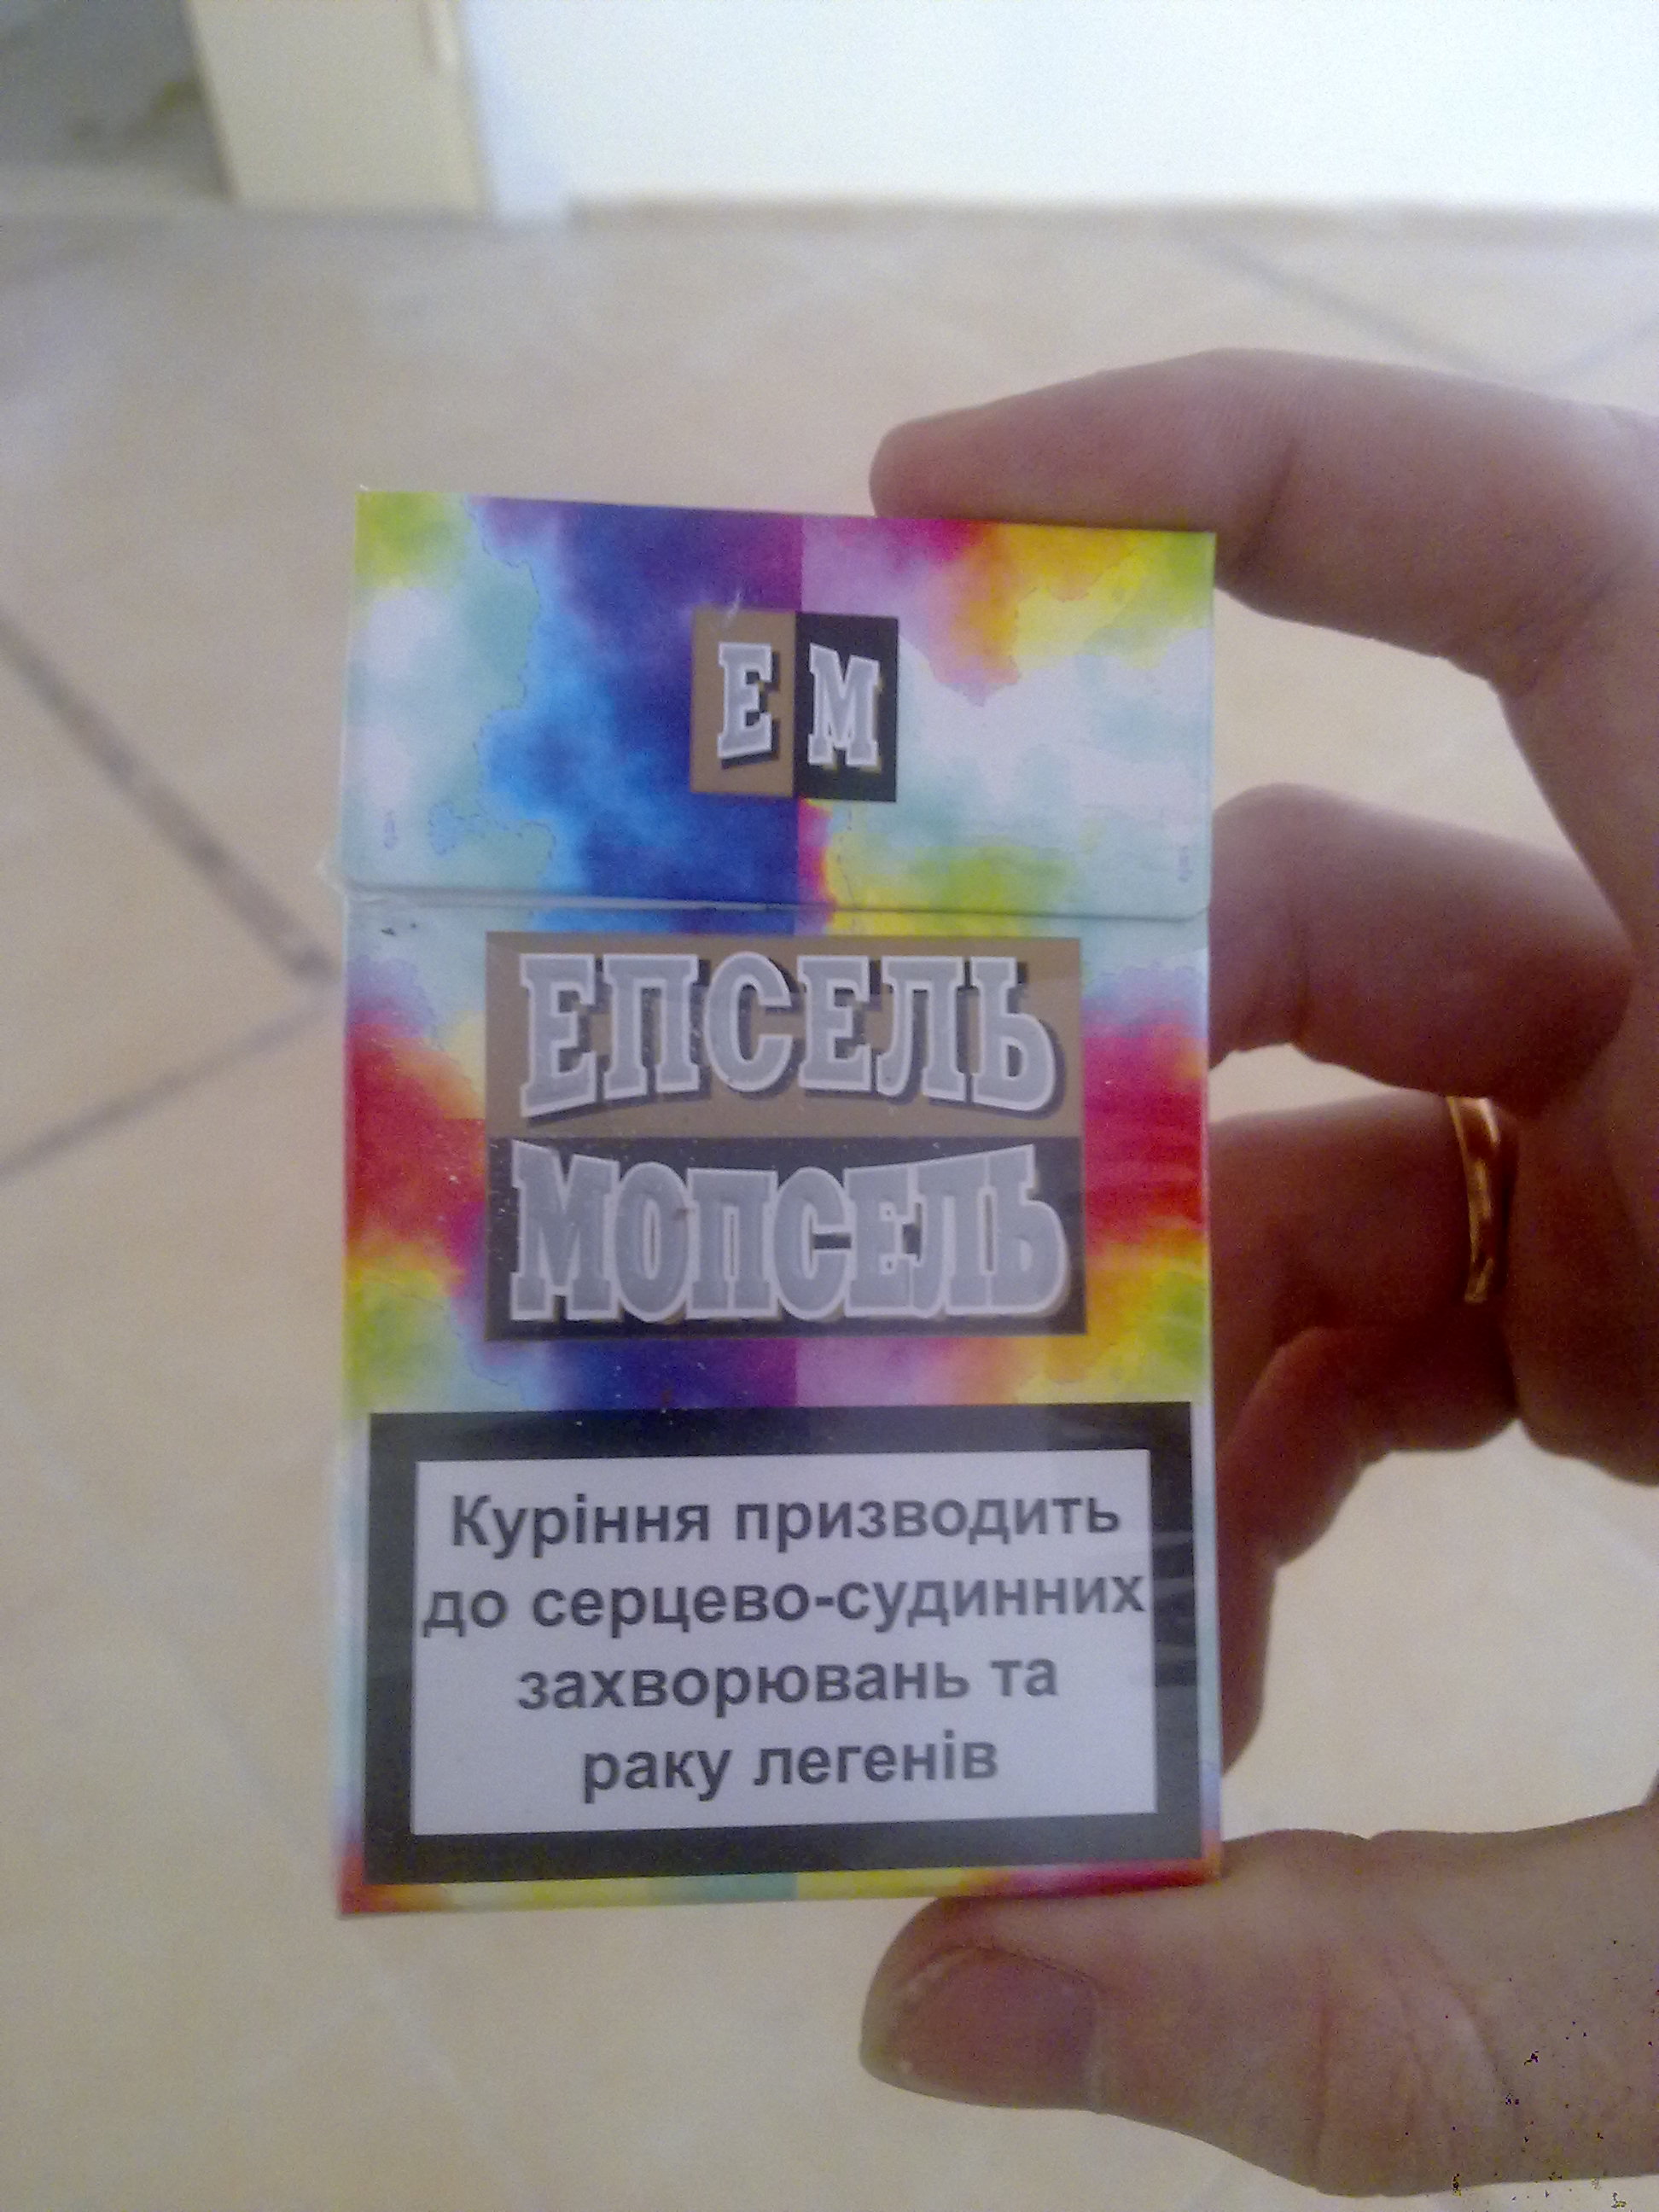 ЕМ
ЕПСЕЛЬ
МОПСЕЛЬ
Куріння призводить
до серцево-судинних
захворювань та
раку легенів